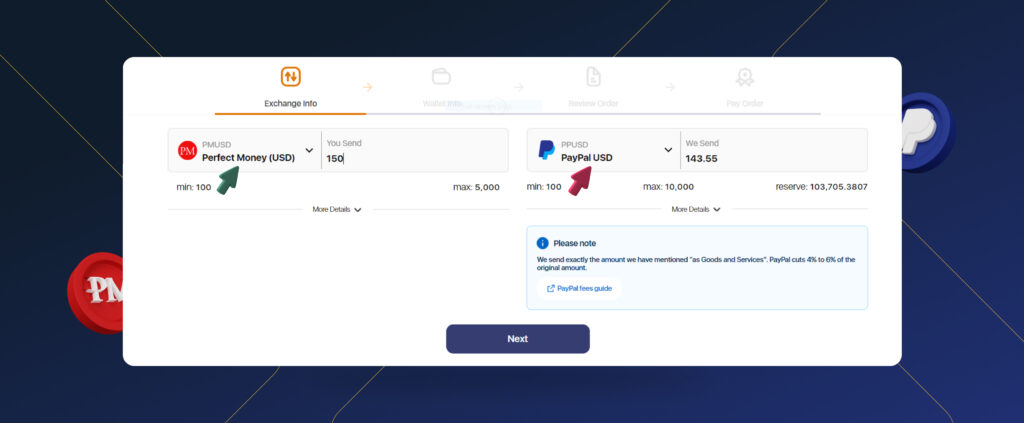 Exchange Info
Wallet Info
Review Order
Pay Order
PM
PMUSD
Perfect Money (USD)
You Send
150
min: 100
max: 5,000
More Details
PPUSD
PayPal USD
We Send
143.55
min: 100
max: 10,000
reserve: 103,705.3807
More Details
Please note
We send exactly the amount we have mentioned "as Goods and Services". PayPal cuts 4% to 6% of the
original amount.
PayPal fees guide
Next
PM